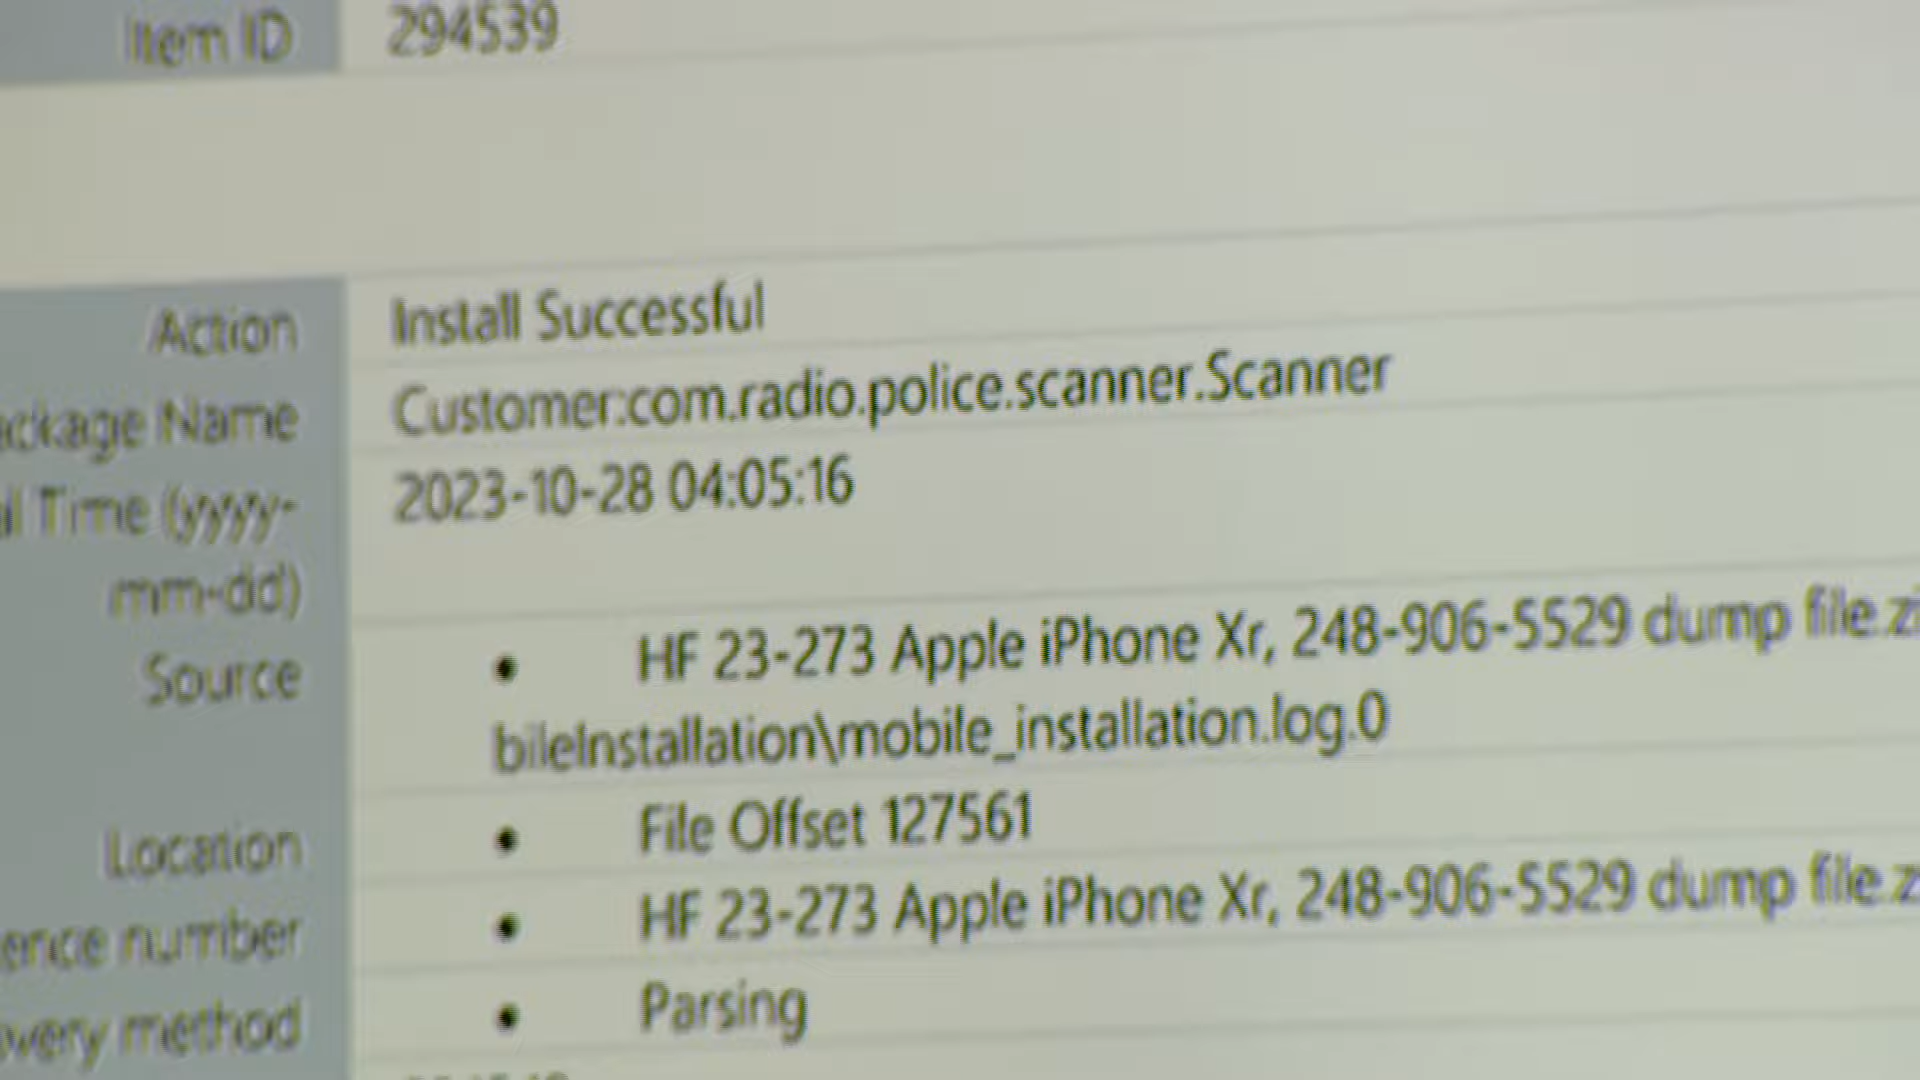 Item ID 294539
Action Install Successful
ackage Name Customer:com.radio.police.scanner.Scanner
al Time (yyyy- 2023-10-28 04:05:16
mm-dd)
Source • HF 23-273 Apple iPhone Xr, 248-906-5529 dump file.zi
bileInstallation\mobile_installation.log.0
Location • File Offset 127561
ence number • HF 23-273 Apple iPhone Xr, 248-906-5529 dump file.z
overy method • Parsing